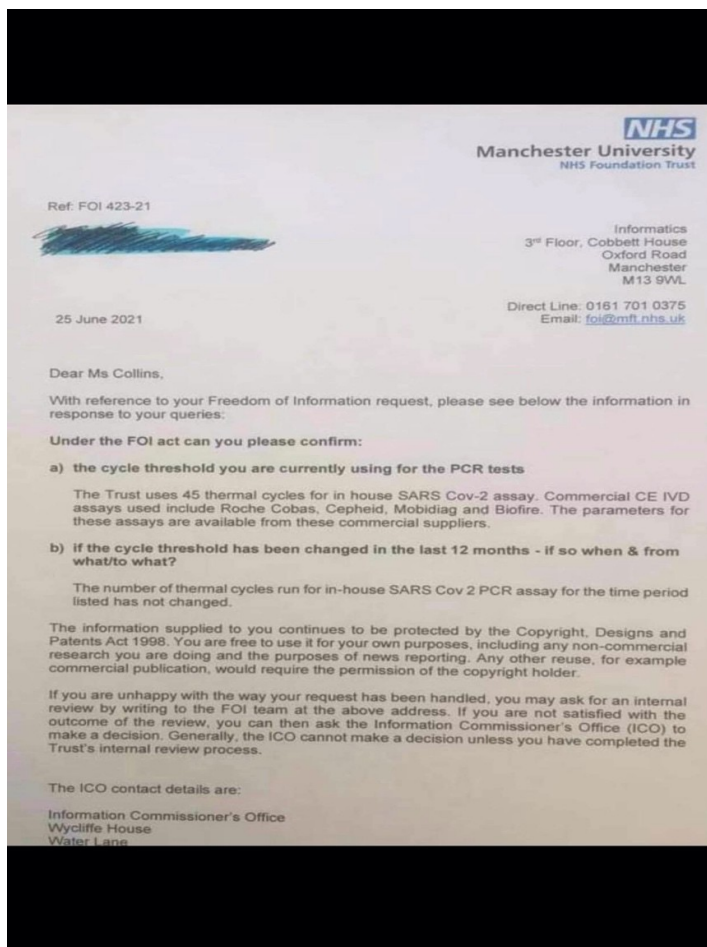 NHS
Manchester University
NHS Foundation Trust
Ref: FOI 423-21
Informatics
3rd Floor, Cobbett House
Oxford Road
Manchester
M13 9WL
Direct Line: 0161 701 0375
Email: foi@mft.nhs.uk
25 June 2021
Dear Ms Collins,
With reference to your Freedom of Information request, please see below the information in
response to your queries:
Under the FOI act can you please confirm:
a) the cycle threshold you are currently using for the PCR tests
The Trust uses 45 thermal cycles for in house SARS Cov-2 assay. Commercial CE IVD
assays used include Roche Cobas, Cepheid, Mobidiag and Biofire. The parameters for
these assays are available from these commercial suppliers.
b) if the cycle threshold has been changed in the last 12 months - if so when & from
what/to what?
The number of thermal cycles run for in-house SARS Cov 2 PCR assay for the time period
listed has not changed.
The information supplied to you continues to be protected by the Copyright, Designs and
Patents Act 1998. You are free to use it for your own purposes, including any non-commercial
research you are doing and the purposes of news reporting. Any other reuse, for example
commercial publication, would require the permission of the copyright holder.
If you are unhappy with the way your request has been handled, you may ask for an internal
review by writing to the FOI team at the above address. If you are not satisfied with the
outcome of the review, you can then ask the Information Commissioner's Office (ICO) to
make a decision. Generally, the ICO cannot make a decision unless you have completed the
Trust's internal review process.
The ICO contact details are:
Information Commissioner's Office
Wycliffe House
Water Lane